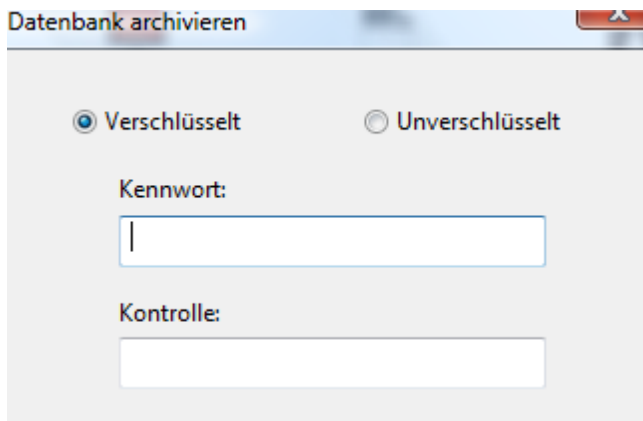 Datenbank archivieren
Verschlüsselt Unverschlüsselt
Kennwort:
Kontrolle: